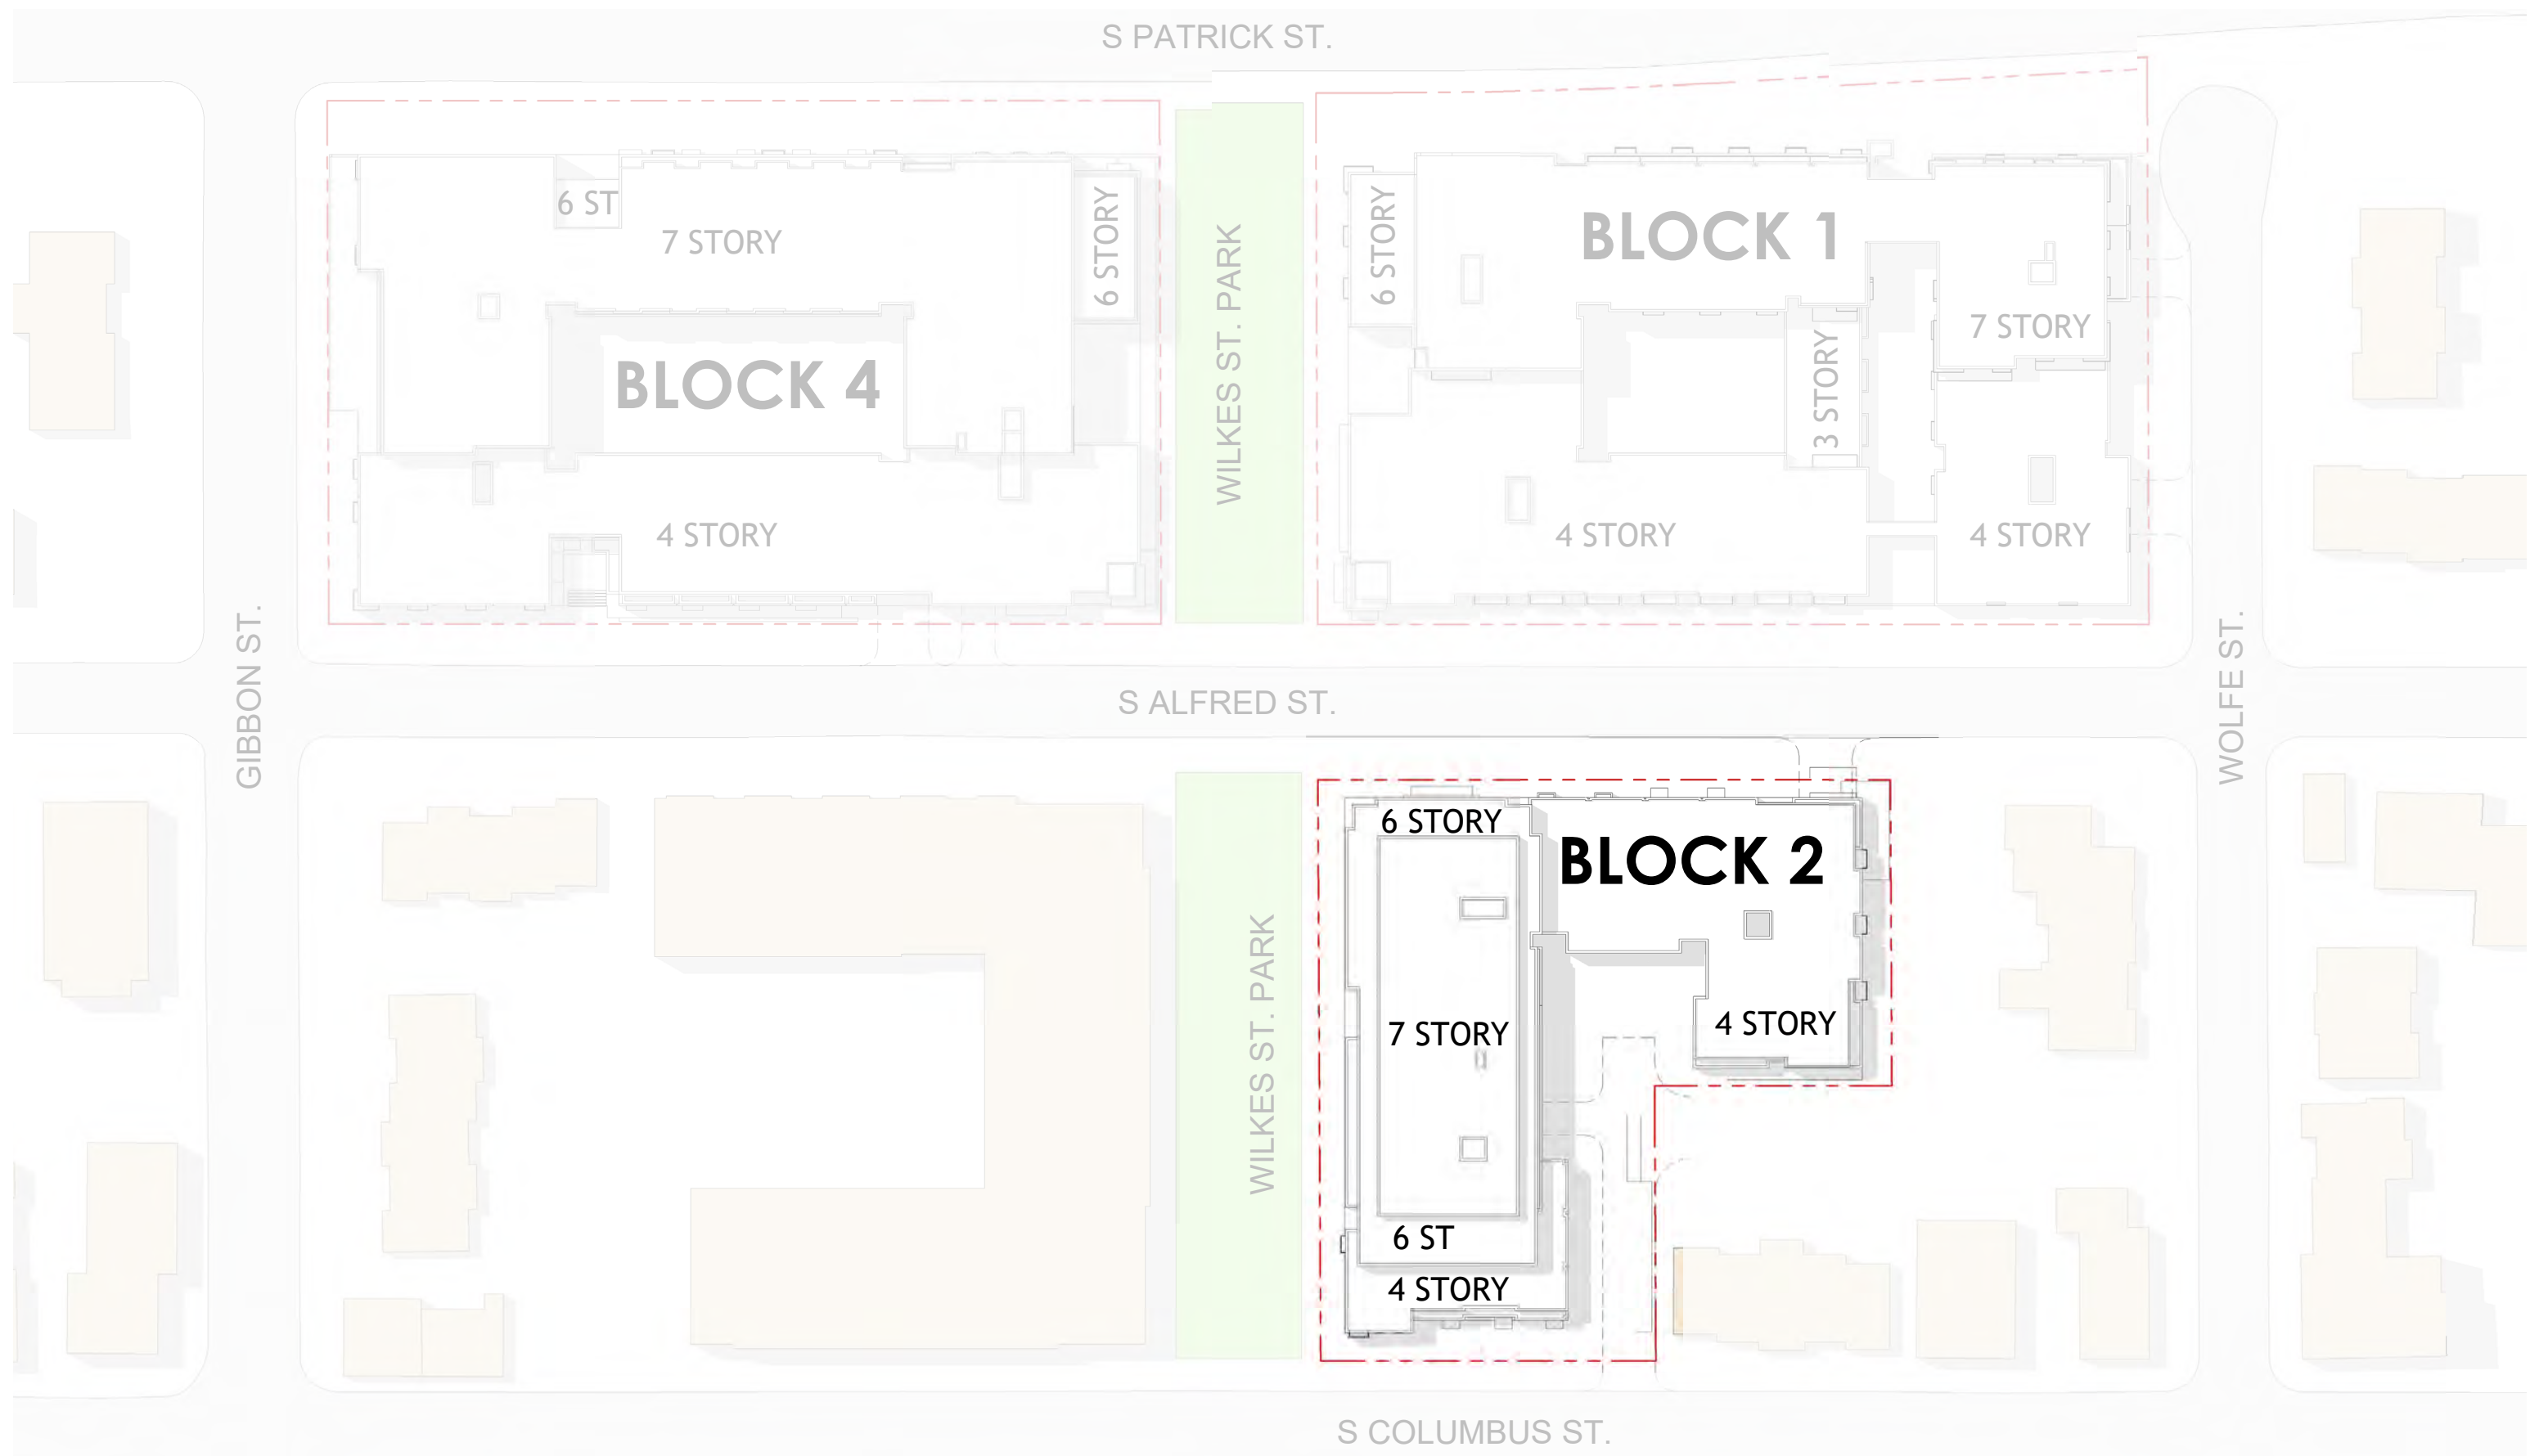 S PATRICK ST.
6 ST
7 STORY
6 STORY
BLOCK 4
4 STORY
WILKES ST. PARK
6 STORY
BLOCK 1
7 STORY
3 STORY
4 STORY
4 STORY
GIBBON ST.
S ALFRED ST.
WOLFE ST.
WILKES ST. PARK
6 STORY
BLOCK 2
7 STORY
4 STORY
6 ST
4 STORY
S COLUMBUS ST.